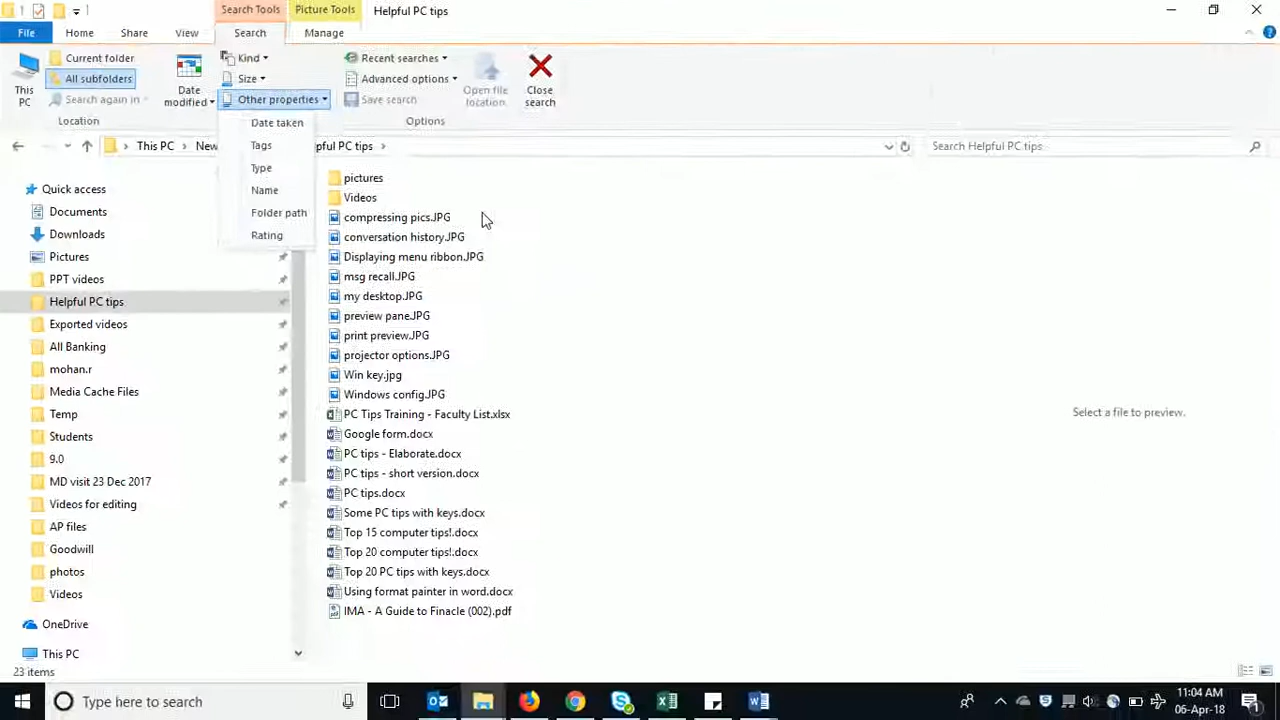 Search Tools Picture Tools Helpful PC tips
File Home Share View Search Manage
This PC
Current folder
All subfolders
Search again in
Location
Date modified
Kind
Size
Other properties
Recent searches
Advanced options
Save search
Options
Open file location
Close search
Date taken
Tags
Type
Name
Folder path
Rating
This PC > New pful PC tips >
Search Helpful PC tips
Quick access
Documents
Downloads
Pictures
PPT videos
Helpful PC tips
Exported videos
All Banking
mohan.r
Media Cache Files
Temp
Students
9.0
MD visit 23 Dec 2017
Videos for editing
AP files
Goodwill
photos
Videos
OneDrive
This PC
pictures
Videos
compressing pics.JPG
conversation history.JPG
Displaying menu ribbon.JPG
msg recall.JPG
my desktop.JPG
preview pane.JPG
print preview.JPG
projector options.JPG
Win key.jpg
Windows config.JPG
PC Tips Training - Faculty List.xlsx
Google form.docx
PC tips - Elaborate.docx
PC tips - short version.docx
PC tips.docx
Some PC tips with keys.docx
Top 15 computer tips!.docx
Top 20 computer tips!.docx
Top 20 PC tips with keys.docx
Using format painter in word.docx
IMA - A Guide to Finacle (002).pdf
Select a file to preview.
23 items
Type here to search
11:04 AM
06-Apr-18